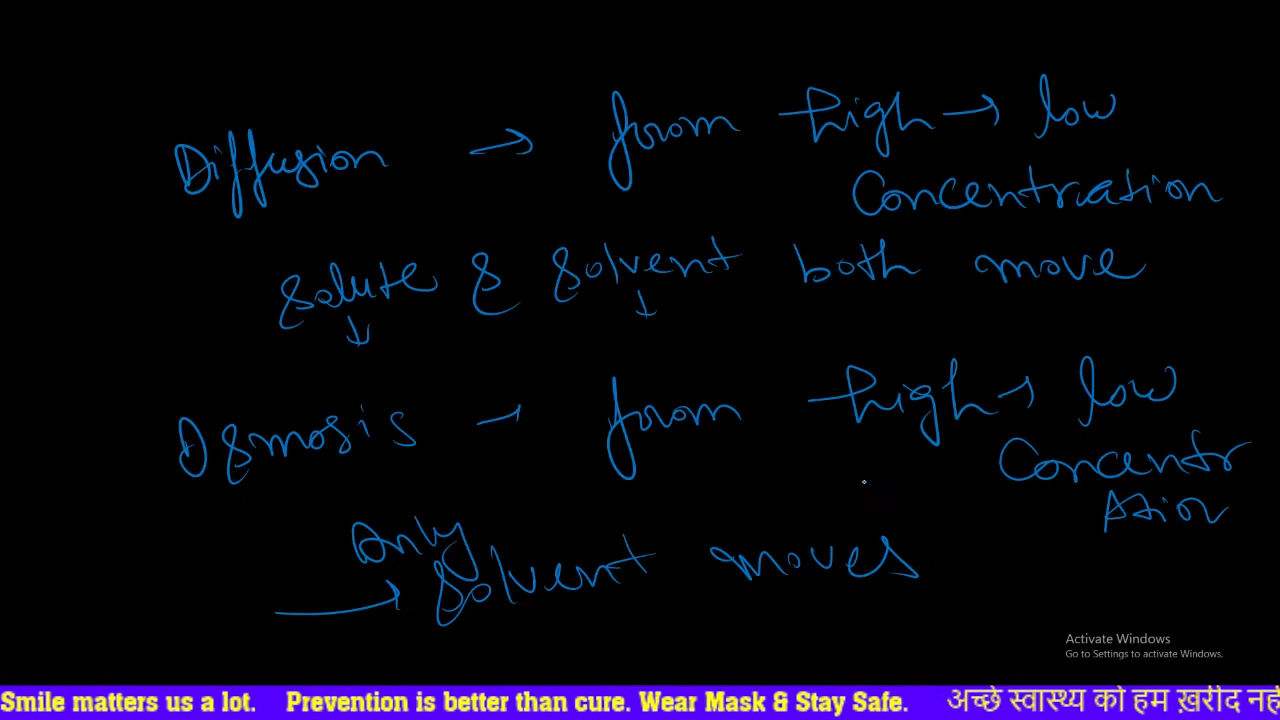 Diffusion → from high → low
Concentration
solute & solvent both move
Osmosis → from high → low
Concentr
ation
Only
→ solvent moves
Activate Windows
Go to Settings to activate Windows.
Smile matters us a lot. Prevention is better than cure. Wear Mask & Stay Safe. अच्छे स्वास्थ्य को हम ख़रीद नहीं